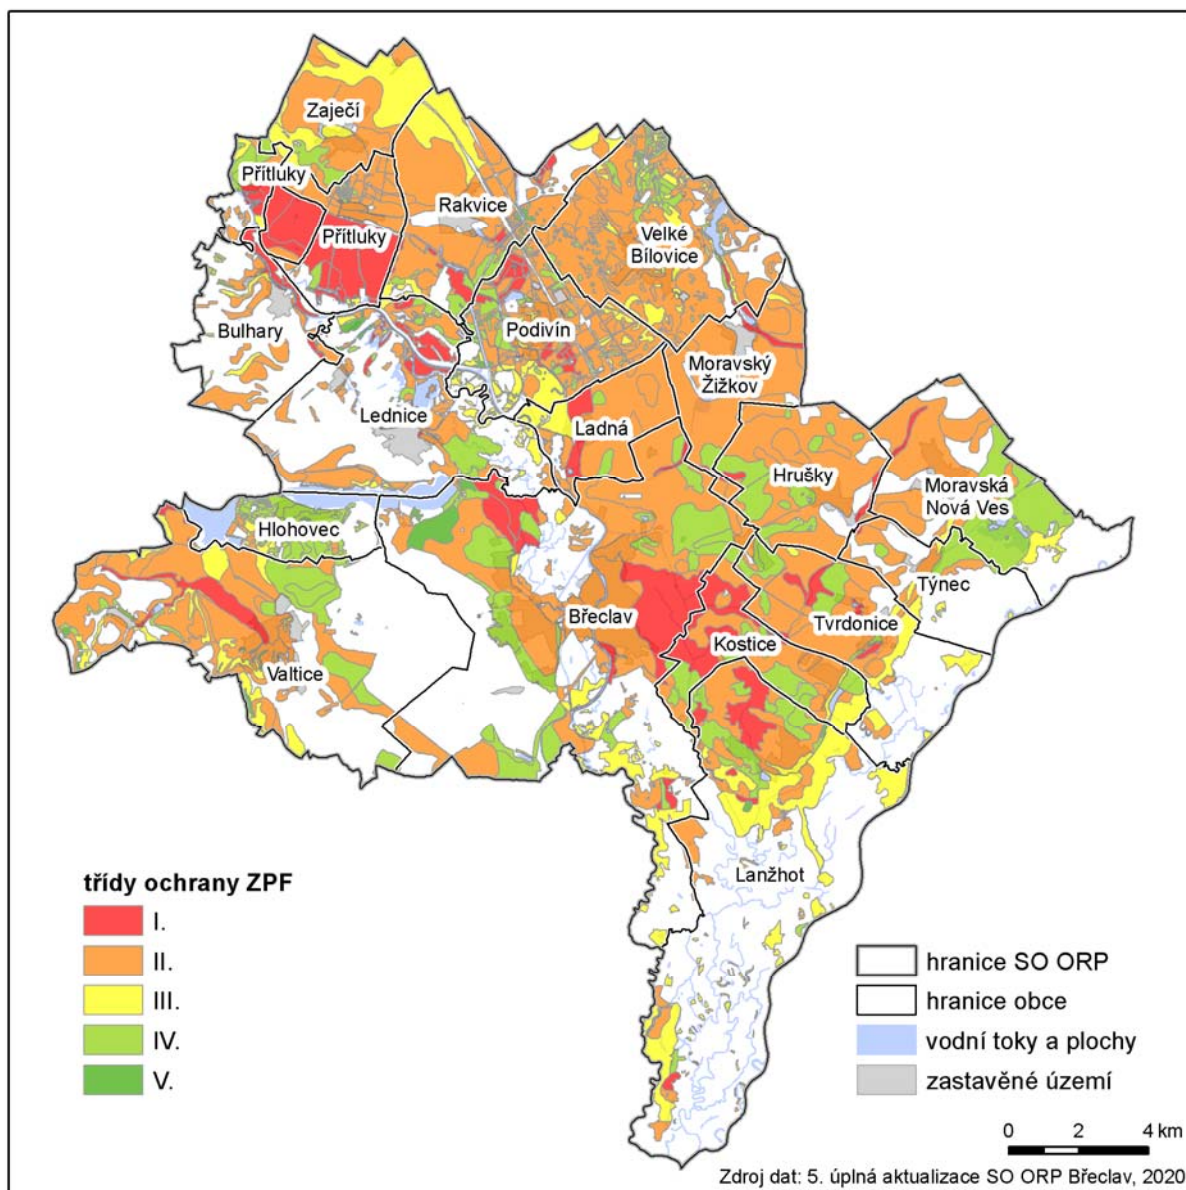 Zaječí
Přítluky
Rakvice
Přítluky
Velké
Bílovice
Bulhary
Podivín
Moravský
Žižkov
Lednice
Ladná
Hrušky
Moravská
Nová Ves
Hlohovec
Týnec
Břeclav
Tvrdonice
Kostice
Valtice
Lanžhot
třídy ochrany ZPF
I.
II.
III.
IV.
V.
hranice SO ORP
hranice obce
vodní toky a plochy
zastavěné území
0 2 4 km
Zdroj dat: 5. úplná aktualizace SO ORP Břeclav, 2020